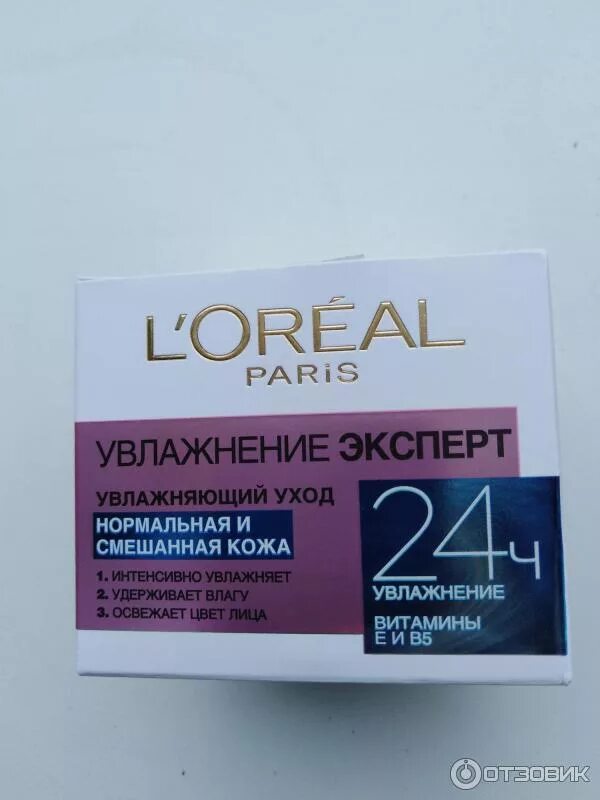 L'ORÉAL
PARiS
УВЛАЖНЕНИЕ ЭКСПЕРТ
УВЛАЖНЯЮЩИЙ УХОД
НОРМАЛЬНАЯ И
СМЕШАННАЯ КОЖА
1. ИНТЕНСИВНО УВЛАЖНЯЕТ
2. УДЕРЖИВАЕТ ВЛАГУ
3. ОСВЕЖАЕТ ЦВЕТ ЛИЦА
24ч
УВЛАЖНЕНИЕ
ВИТАМИНЫ
Е И В5
ОТЗОВИК